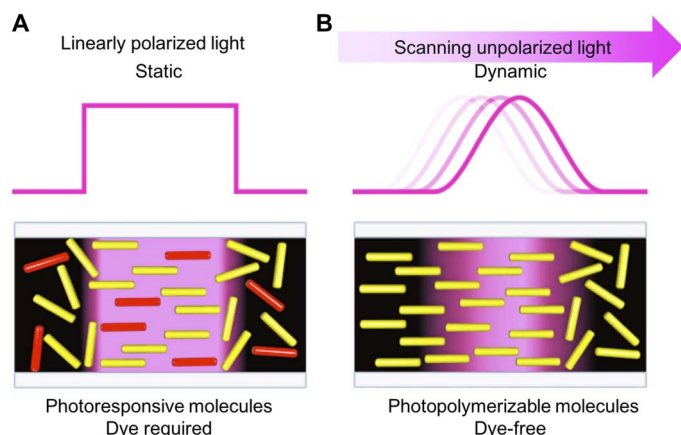 A
Linearly polarized light
Static
B
Scanning unpolarized light
Dynamic
Photoresponsive molecules
Dye required
Photopolymerizable molecules
Dye-free